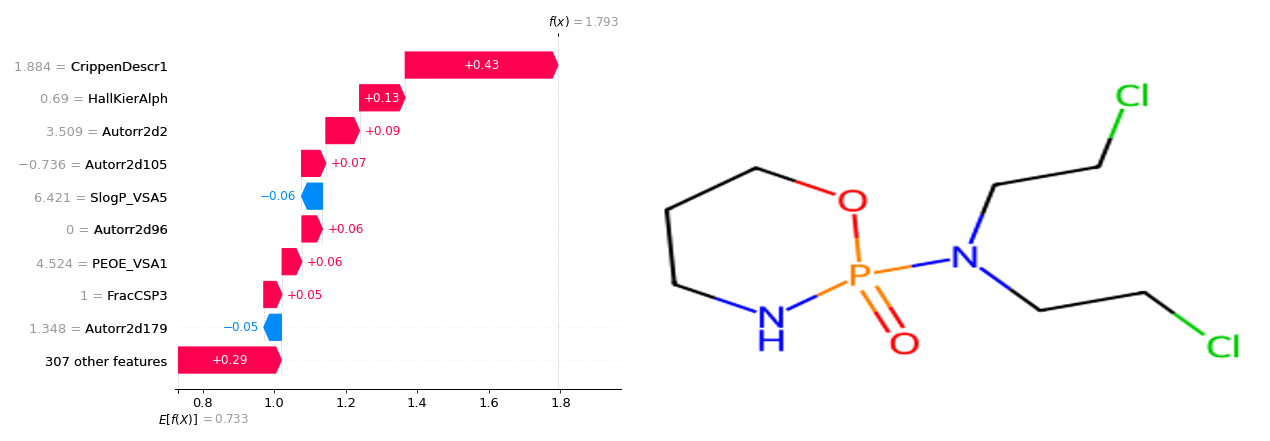 f(x) = 1.793
1.884 = CrippenDescr1
+0.43
0.69 = HallKierAlph
+0.13
3.509 = Autorr2d2
+0.09
−0.736 = Autorr2d105
+0.07
6.421 = SlogP_VSA5
−0.06
0 = Autorr2d96
+0.06
4.524 = PEOE_VSA1
+0.06
1 = FracCSP3
+0.05
1.348 = Autorr2d179
−0.05
307 other features
+0.29
0.8 1.0 1.2 1.4 1.6 1.8
E[f(X)] = 0.733
Cl
O
N
P
N
H
O
Cl